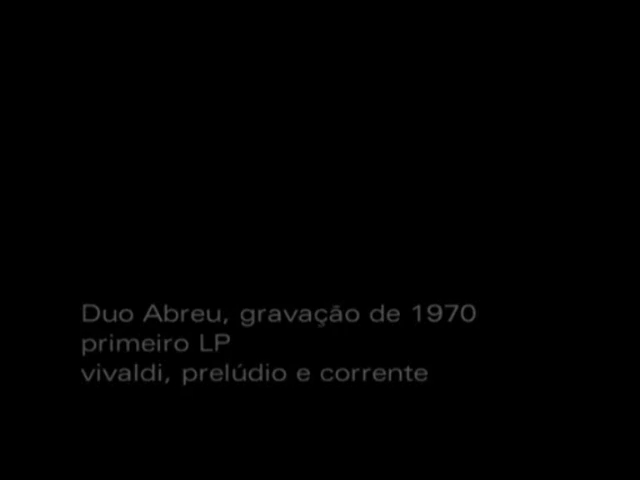 Duo Abreu, gravação de 1970
primeiro LP
vivaldi, prelúdio e corrente